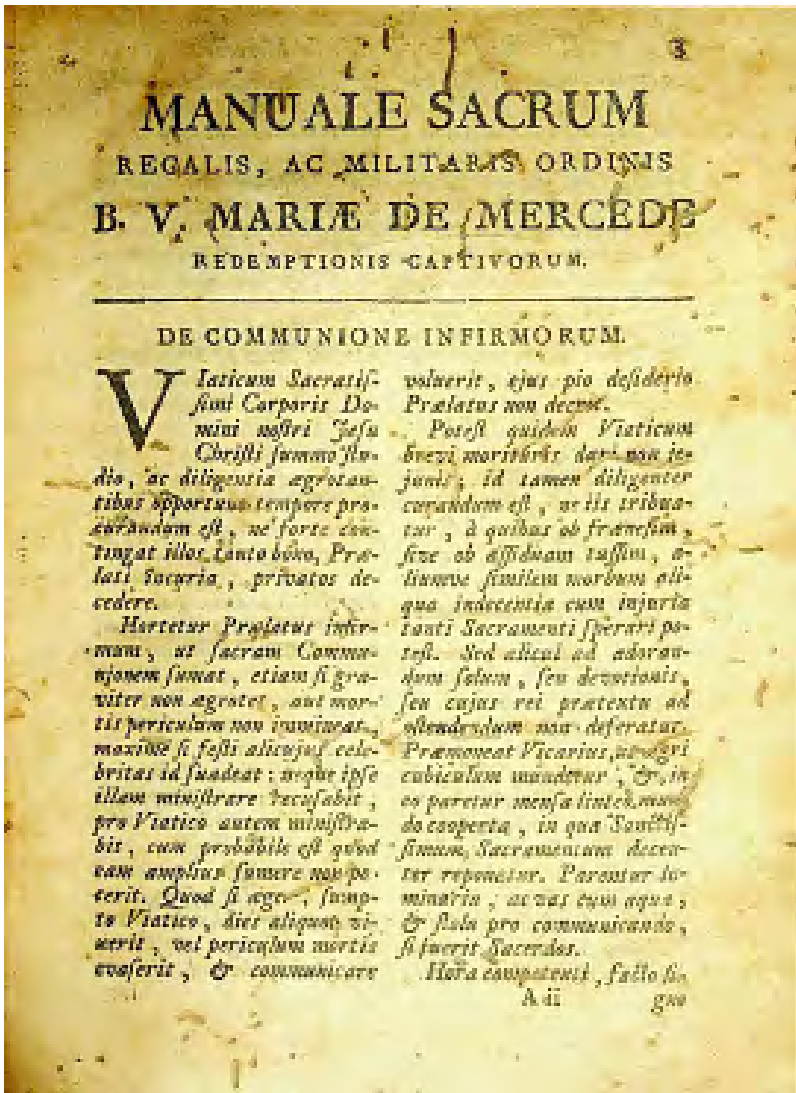 3
MANUALE SACRUM
REGALIS, AC MILITARIS ORDINIS
B. V. MARIÆ DE MERCEDE
REDEMPTIONIS CAPTIVORUM.
DE COMMUNIONE INFIRMORUM.
VIaticum Sacratiſ-
ſimi Corporis Do-
mini noſtri Jeſu
Chriſti ſummo ſtu-
dio, ac diligentia ægrotan-
tibus opportuno tempore pro-
curandum eſt, ne forte con-
tingat illos tanto bono, Præ-
lati incuria, privatos de-
cedere.
Hortetur Prælatus infir-
mum, ut ſacram Commu-
nionem ſumat, etiam ſi gra-
viter non ægrotet, aut mor-
tis periculum non immineat,
maxime ſi feſti alicujus cele-
britas id ſuadeat: neque ipſe
illam miniſtrare recuſabit,
pro Viatico autem miniſtra-
bit, cum probabile eſt quod
eam amplius ſumere non po-
terit. Quod ſi æger, ſump-
to Viatico, dies aliquot vi-
xerit, vel periculum mortis
evaſerit, & communicare
voluerit, ejus pio deſiderio
Prælatus non deerit.
Poteſt quidem Viaticum
brevi morituris dari non je-
junis; id tamen diligenter
curandum eſt, ne iis tribua-
tur, à quibus ob phræneſim,
ſive ob aſſiduam tuſſim, a-
liumve ſimilem morbum ali-
qua indecentia cum injuria
tanti Sacramenti ſperari po-
teſt. Sed alicui ad adoran-
dum ſolum, ſeu devotionis,
ſeu cujus rei prætextu ad
oſtendendum non deferatur.
Præmoneat Vicarius, ut ægri
cubiculum mundetur, &, in
eo paretur menſa linteo mun-
do cooperta, in qua Sanctiſ-
ſimum Sacramentum decen-
ter reponatur. Parentur lu-
minaria, ac vas cum aqua,
& ſtola pro communicando,
ſi fuerit Sacerdos.
Hora competenti, facto ſi-
A ii gno